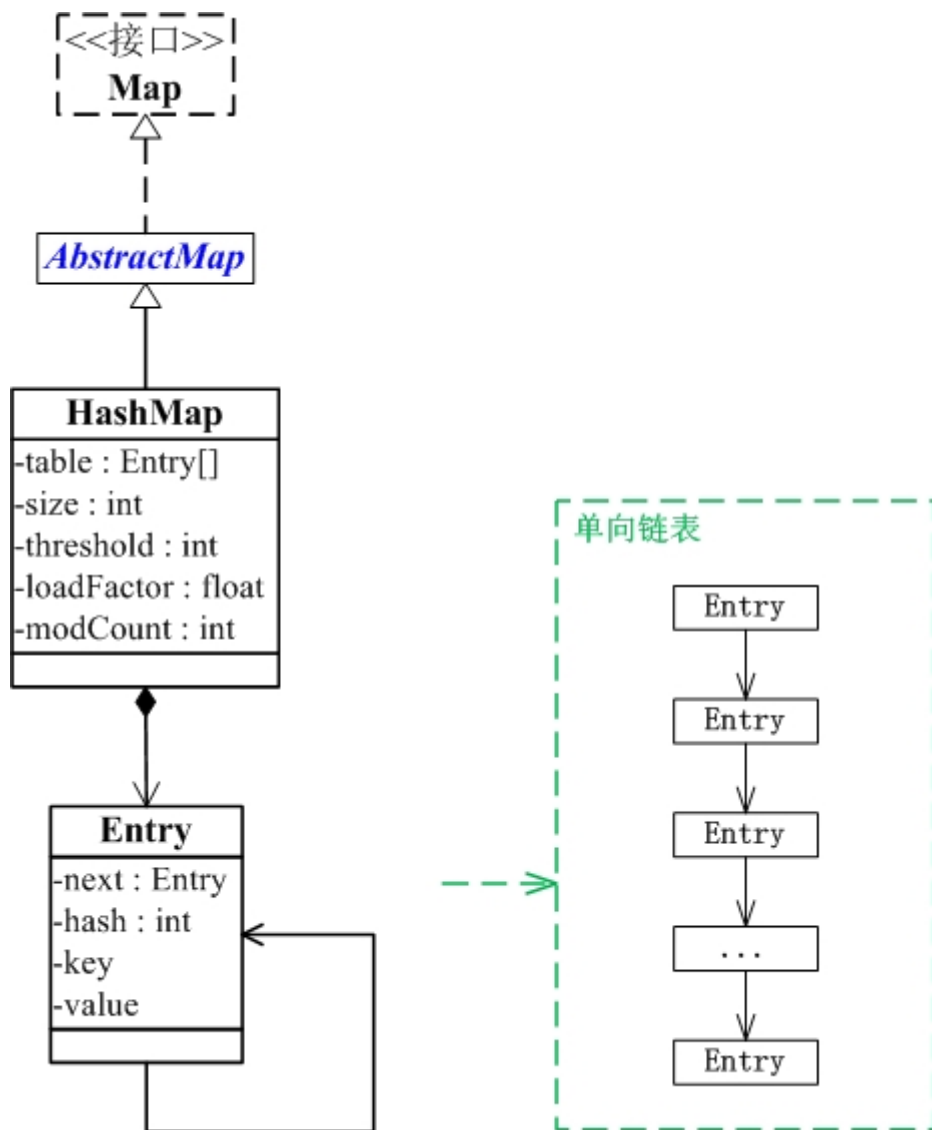 <<接口>>
Map
AbstractMap
HashMap
-table : Entry[]
-size : int
-threshold : int
-loadFactor : float
-modCount : int
Entry
-next : Entry
-hash : int
-key
-value
单向链表
Entry
Entry
Entry
...
Entry